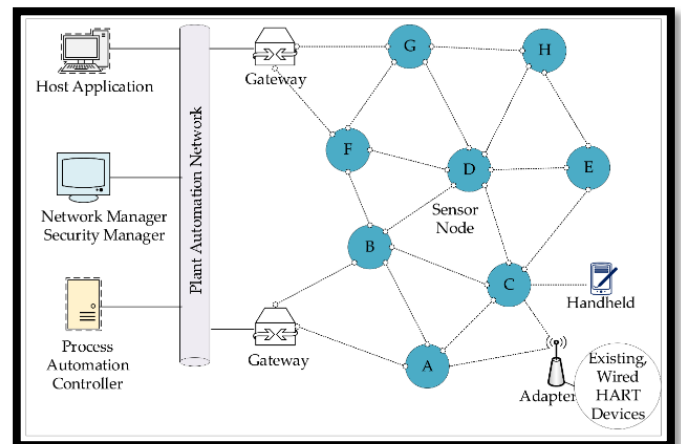 Host Application
Network Manager
Security Manager
Process
Automation
Controller
Plant Automation Network
Gateway
Gateway
G
H
F
D
E
Sensor
Node
B
C
A
Handheld
Adapter
Existing,
Wired
HART
Devices